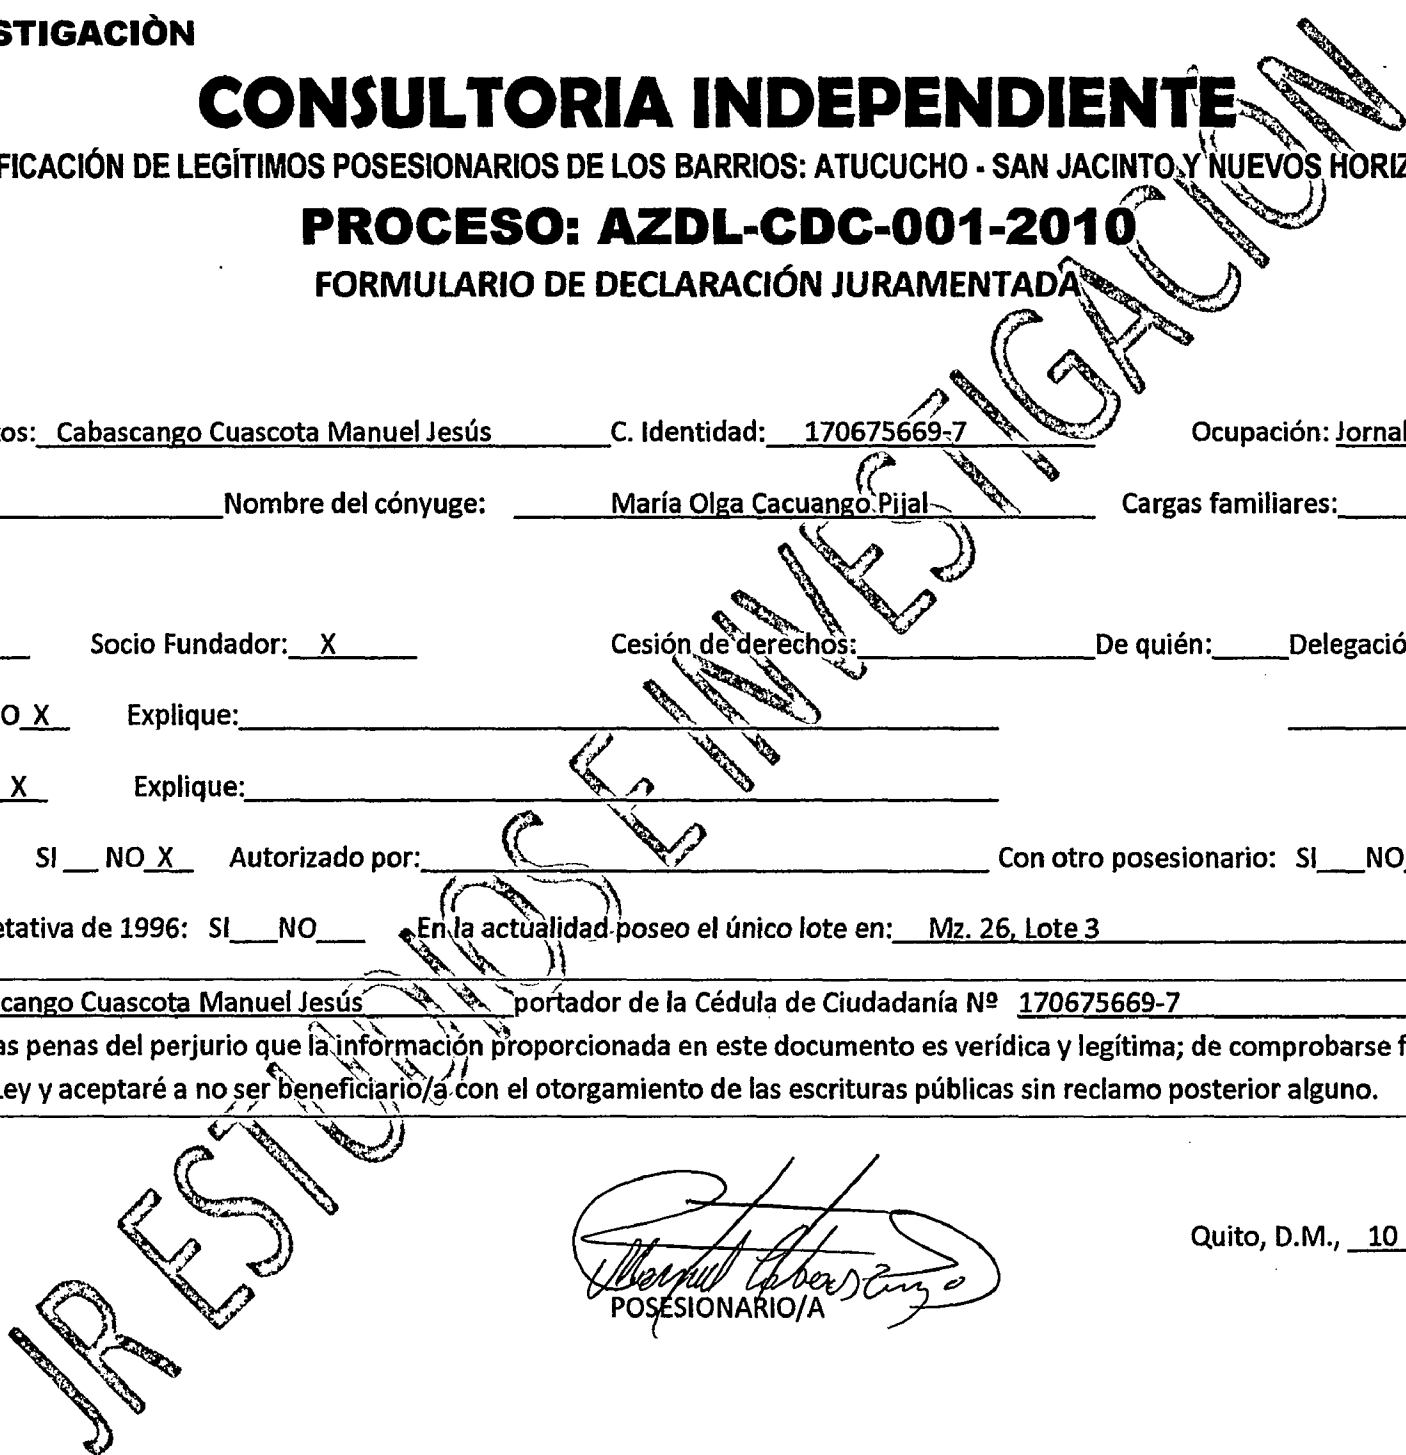 STIGACIÒN
CONSULTORIA INDEPENDIENTE
FICACIÓN DE LEGÍTIMOS POSESIONARIOS DE LOS BARRIOS: ATUCUCHO - SAN JACINTO Y NUEVOS HORIZ
PROCESO: AZDL-CDC-001-2010
FORMULARIO DE DECLARACIÓN JURAMENTADA
os: Cabascango Cuascota Manuel Jesús C. Identidad: 170675669-7 Ocupación: Jornal
Nombre del cónyuge: María Olga Cacuango Pijal Cargas familiares:
Socio Fundador: X Cesión de derechos: De quién: Delegació
O X Explique:
X Explique:
SI NO X Autorizado por: Con otro posesionario: SI NO
etativa de 1996: SI NO En la actualidad poseo el único lote en: Mz. 26, Lote 3
cango Cuascota Manuel Jesús portador de la Cédula de Ciudadanía Nº 170675669-7
as penas del perjurio que la información proporcionada en este documento es verídica y legítima; de comprobarse f
Ley y aceptaré a no ser beneficiario/a con el otorgamiento de las escrituras públicas sin reclamo posterior alguno.
Quito, D.M., 10
Manuel Cabascango
POSESIONARIO/A
JR ESTUDIOS E INVESTIGACION